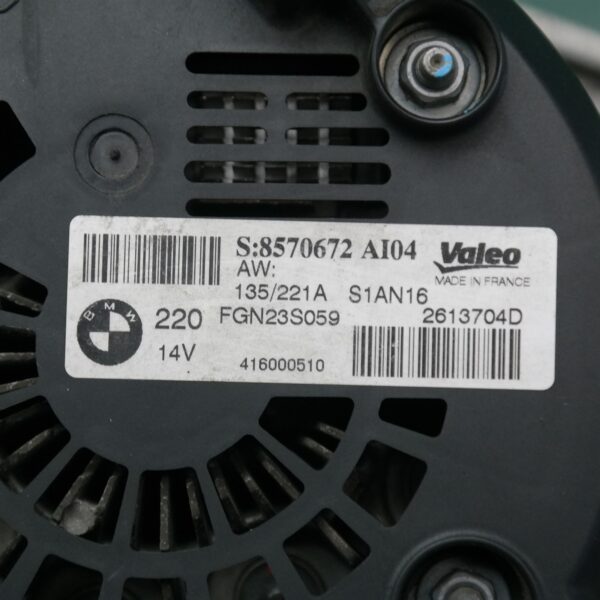 S:8570672 AI04
Valeo
AW:
MADE IN FRANCE
135/221A S1AN16
BMW
220 FGN23S059 2613704D
14V
416000510